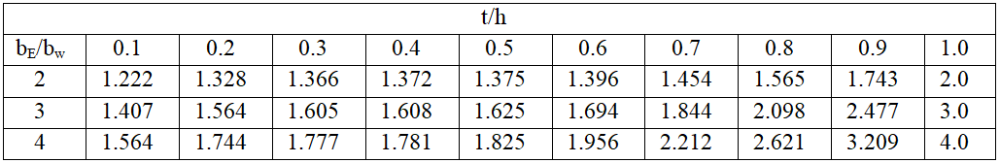 t/h
bE/bw 0.1 0.2 0.3 0.4 0.5 0.6 0.7 0.8 0.9 1.0
2 1.222 1.328 1.366 1.372 1.375 1.396 1.454 1.565 1.743 2.0
3 1.407 1.564 1.605 1.608 1.625 1.694 1.844 2.098 2.477 3.0
4 1.564 1.744 1.777 1.781 1.825 1.956 2.212 2.621 3.209 4.0